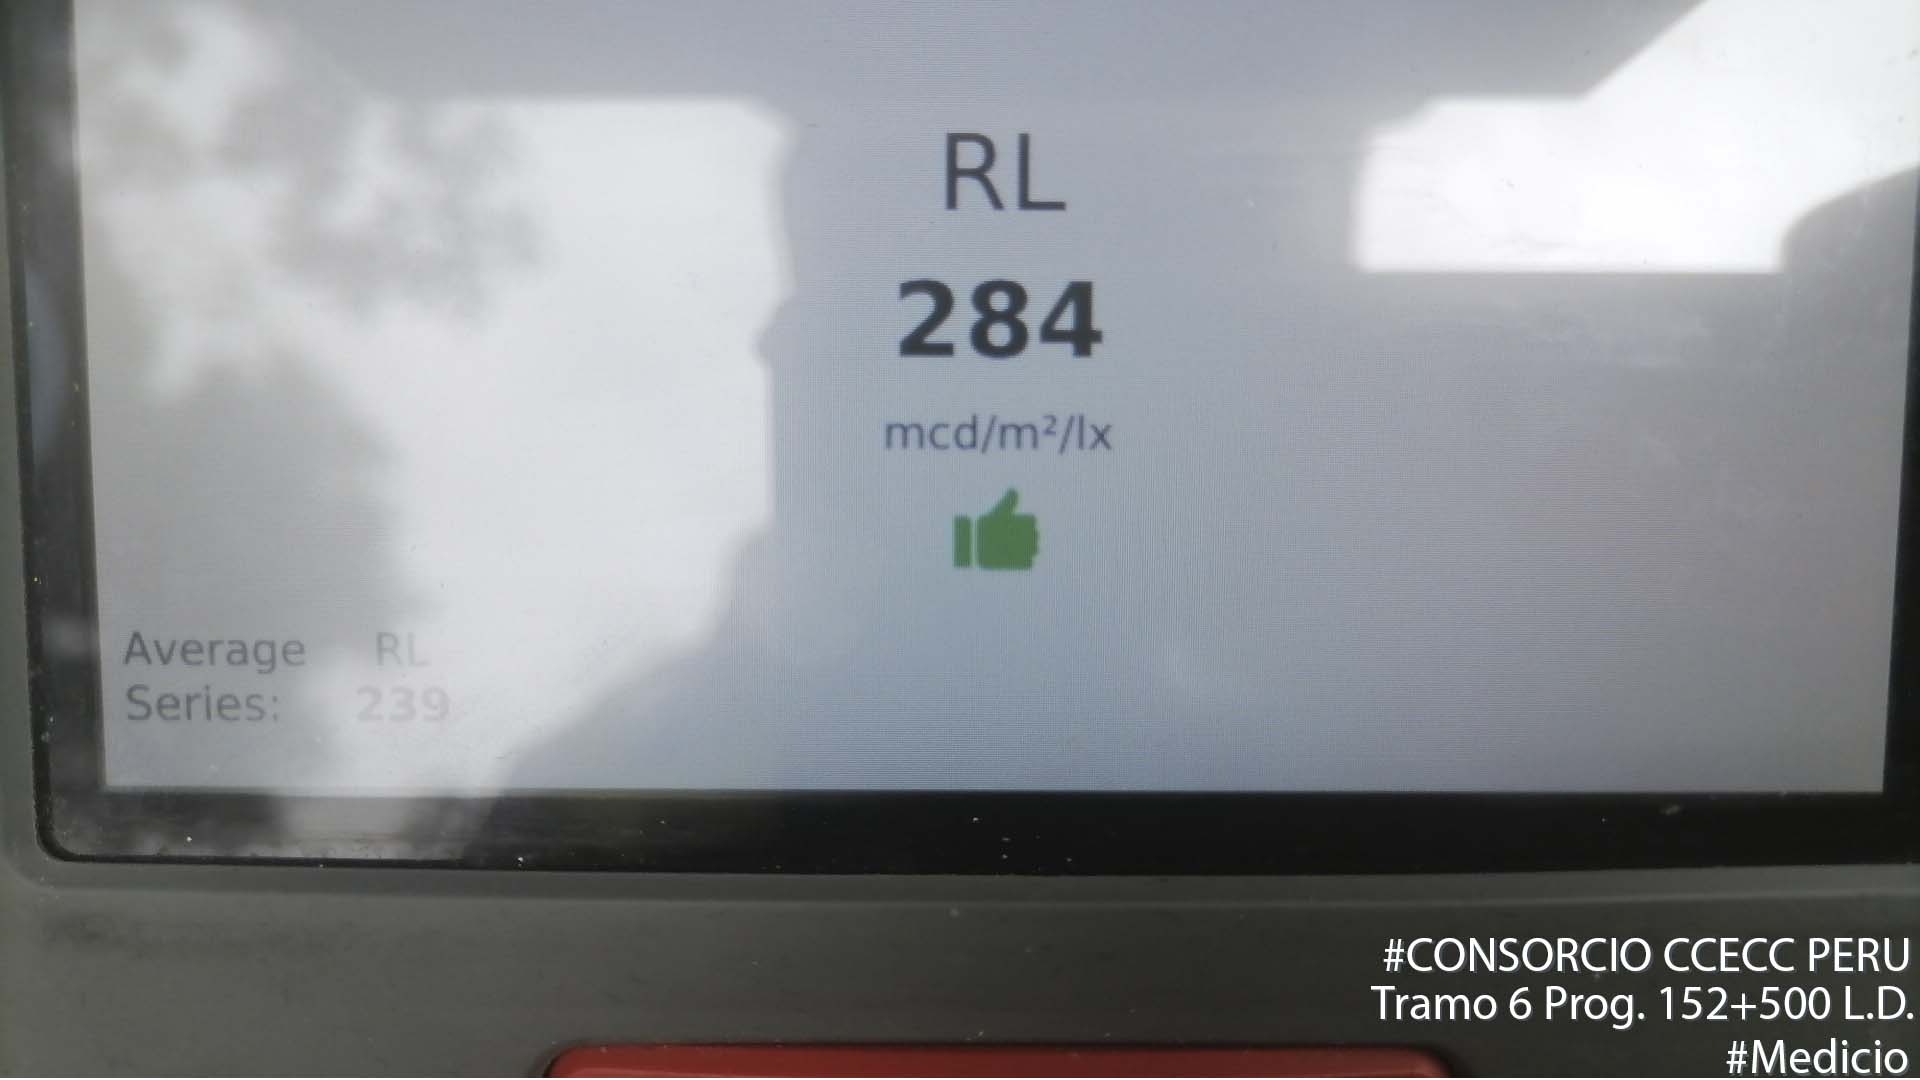 RL
284
mcd/m²/lx
Average RL
Series: 239
#CONSORCIO CCECC PERU
Tramo 6 Prog. 152+500 L.D.
#Medicio